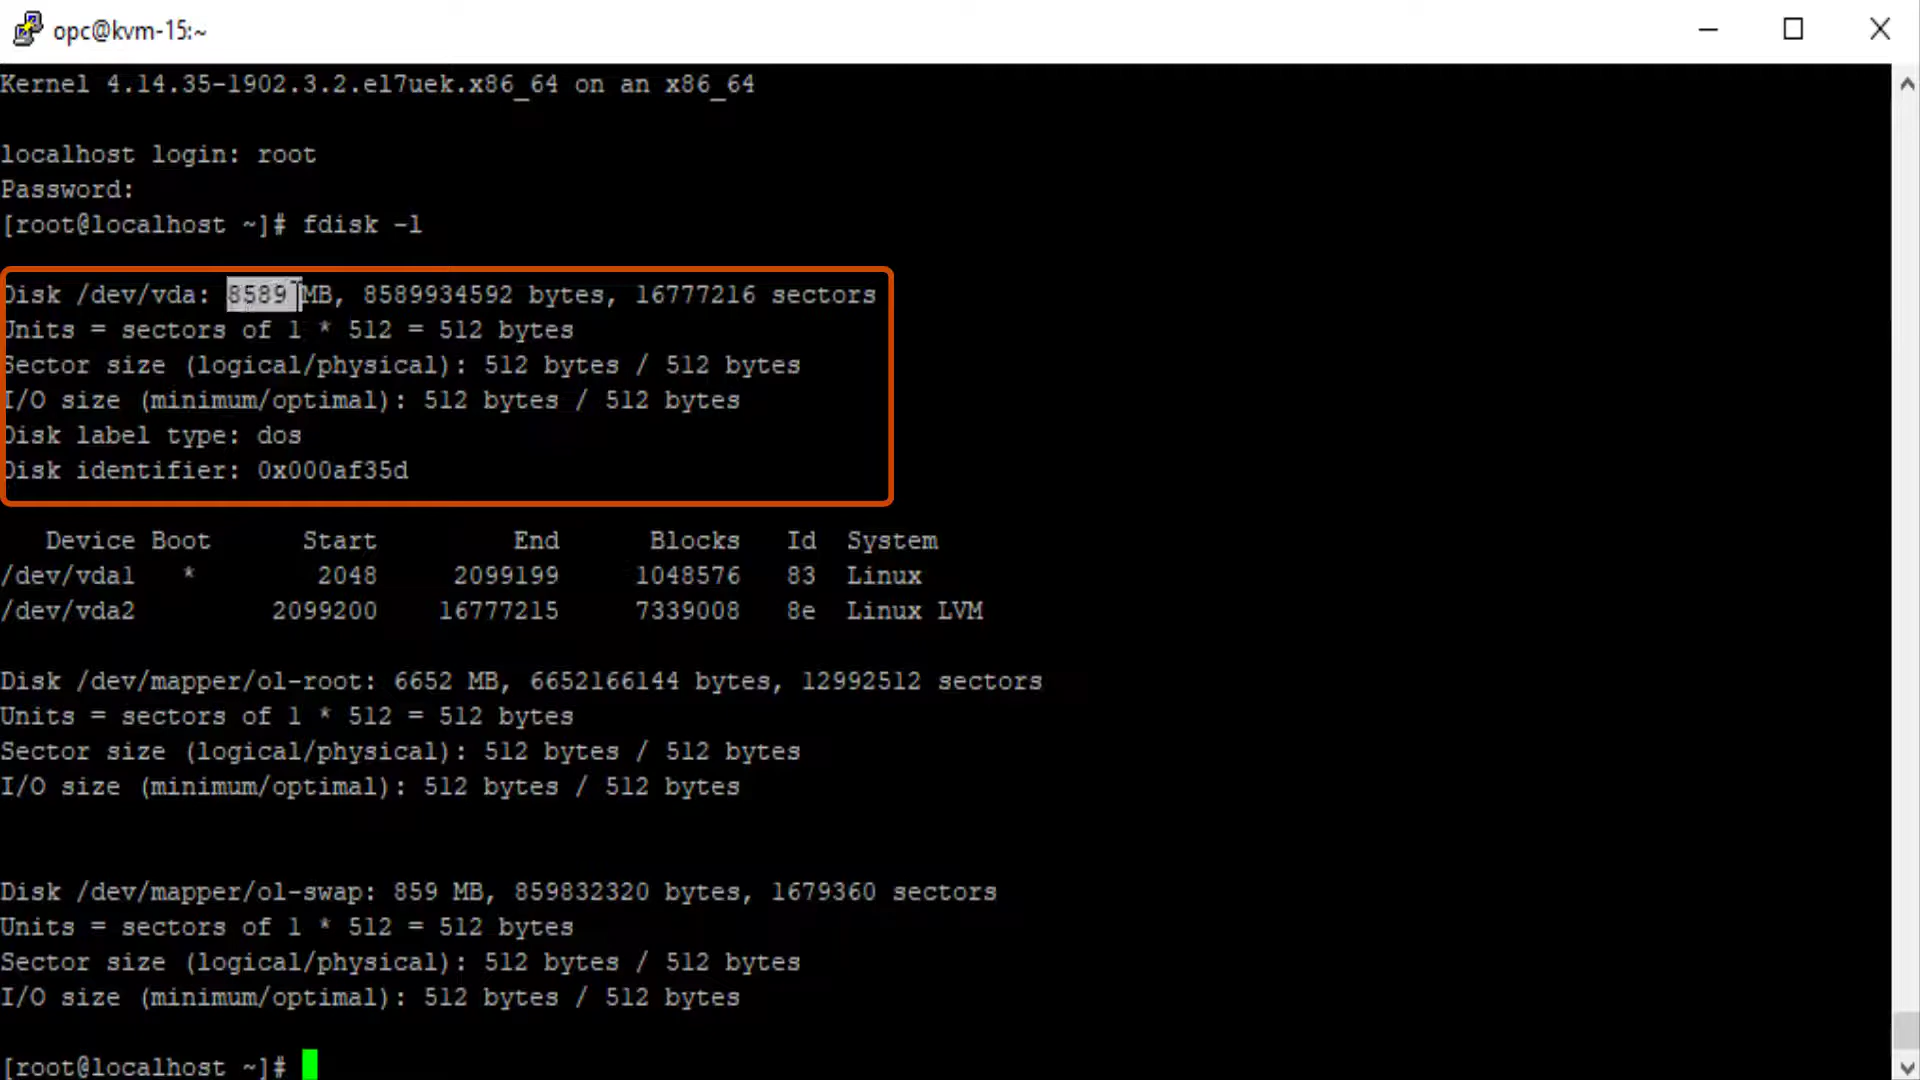 opc@kvm-15:~
Kernel 4.14.35-1902.3.2.el7uek.x86_64 on an x86_64
localhost login: root
Password:
[root@localhost ~]# fdisk -l
Disk /dev/vda: 8589 MB, 8589934592 bytes, 16777216 sectors
Units = sectors of 1 * 512 = 512 bytes
Sector size (logical/physical): 512 bytes / 512 bytes
I/O size (minimum/optimal): 512 bytes / 512 bytes
Disk label type: dos
Disk identifier: 0x000af35d
Device Boot Start End Blocks Id System
/dev/vda1 * 2048 2099199 1048576 83 Linux
/dev/vda2 2099200 16777215 7339008 8e Linux LVM
Disk /dev/mapper/ol-root: 6652 MB, 6652166144 bytes, 12992512 sectors
Units = sectors of 1 * 512 = 512 bytes
Sector size (logical/physical): 512 bytes / 512 bytes
I/O size (minimum/optimal): 512 bytes / 512 bytes
Disk /dev/mapper/ol-swap: 859 MB, 859832320 bytes, 1679360 sectors
Units = sectors of 1 * 512 = 512 bytes
Sector size (logical/physical): 512 bytes / 512 bytes
I/O size (minimum/optimal): 512 bytes / 512 bytes
[root@localhost ~]#